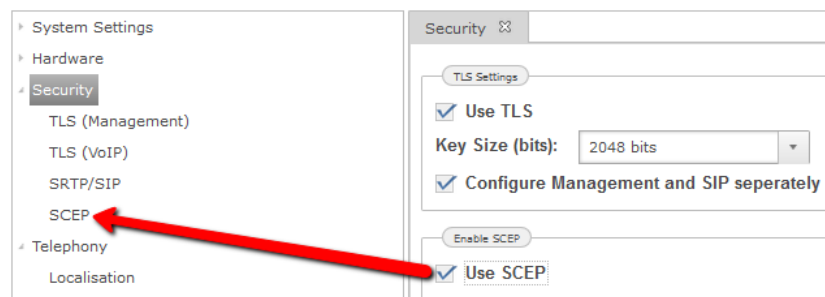 System Settings
Hardware
Security
TLS (Management)
TLS (VoIP)
SRTP/SIP
SCEP
Telephony
Localisation
Security
TLS Settings
Use TLS
Key Size (bits): 2048 bits
Configure Management and SIP seperately
Enable SCEP
Use SCEP